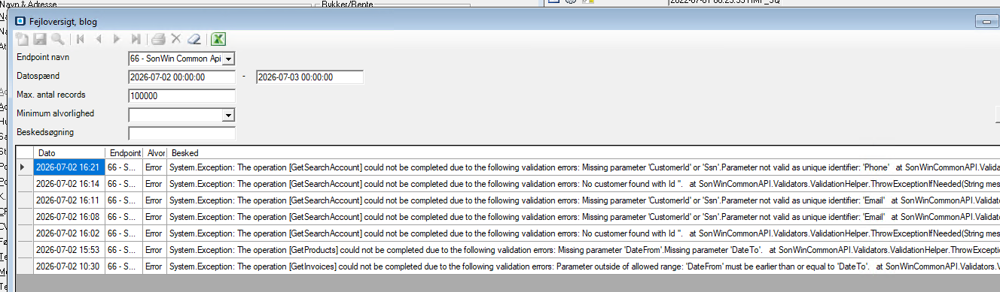 Navn & Adresse
Rykker/Rente
2022-07-01 08:23:55
Fejloversigt, blog
Endpoint navn 66 - SonWin Common Api
Datospænd 2026-07-02 00:00:00 - 2026-07-03 00:00:00
Max. antal records 100000
Minimum alvorlighed
Beskedsøgning
Dato Endpoint Alvor Besked
2026-07-02 16:21 66 - S... Error System.Exception: The operation [GetSearchAccount] could not be completed due to the following validation errors: Missing parameter 'CustomerId' or 'Ssn'.Parameter not valid as unique identifier: 'Phone' at SonWinCommonAPI.Validat
2026-07-02 16:14 66 - S... Error System.Exception: The operation [GetSearchAccount] could not be completed due to the following validation errors: No customer found with Id ''. at SonWinCommonAPI.Validators.ValidationHelper.ThrowExceptionIfNeeded(String mes
2026-07-02 16:11 66 - S... Error System.Exception: The operation [GetSearchAccount] could not be completed due to the following validation errors: Missing parameter 'CustomerId' or 'Ssn'.Parameter not valid as unique identifier: 'Email' at SonWinCommonAPI.Validato
2026-07-02 16:08 66 - S... Error System.Exception: The operation [GetSearchAccount] could not be completed due to the following validation errors: Missing parameter 'CustomerId' or 'Ssn'.Parameter not valid as unique identifier: 'Email' at SonWinCommonAPI.Validato
2026-07-02 16:02 66 - S... Error System.Exception: The operation [GetSearchAccount] could not be completed due to the following validation errors: No customer found with Id ''. at SonWinCommonAPI.Validators.ValidationHelper.ThrowExceptionIfNeeded(String mes
2026-07-02 15:53 66 - S... Error System.Exception: The operation [GetProducts] could not be completed due to the following validation errors: Missing parameter 'DateFrom'.Missing parameter 'DateTo'. at SonWinCommonAPI.Validators.ValidationHelper.ThrowExceptio
2026-07-02 10:30 66 - S... Error System.Exception: The operation [GetInvoices] could not be completed due to the following validation errors: Parameter outside of allowed range: 'DateFrom' must be earlier than or equal to 'DateTo'. at SonWinCommonAPI.Validators.V